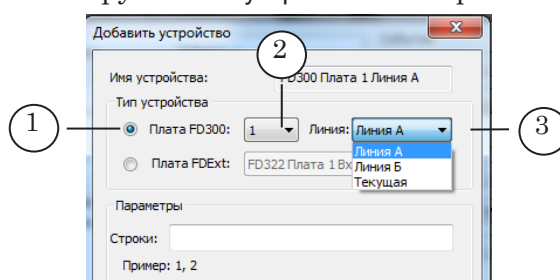 Добавить устройство
2
Имя устройства: FD300 Плата 1 Линия А
Тип устройства
1
Плата FD300: 1 Линия: Линия А
3
Линия А
Плата FDExt: FD322 Плата 1 Линия Б
Текущая
Параметры
Строки:
Пример: 1, 2